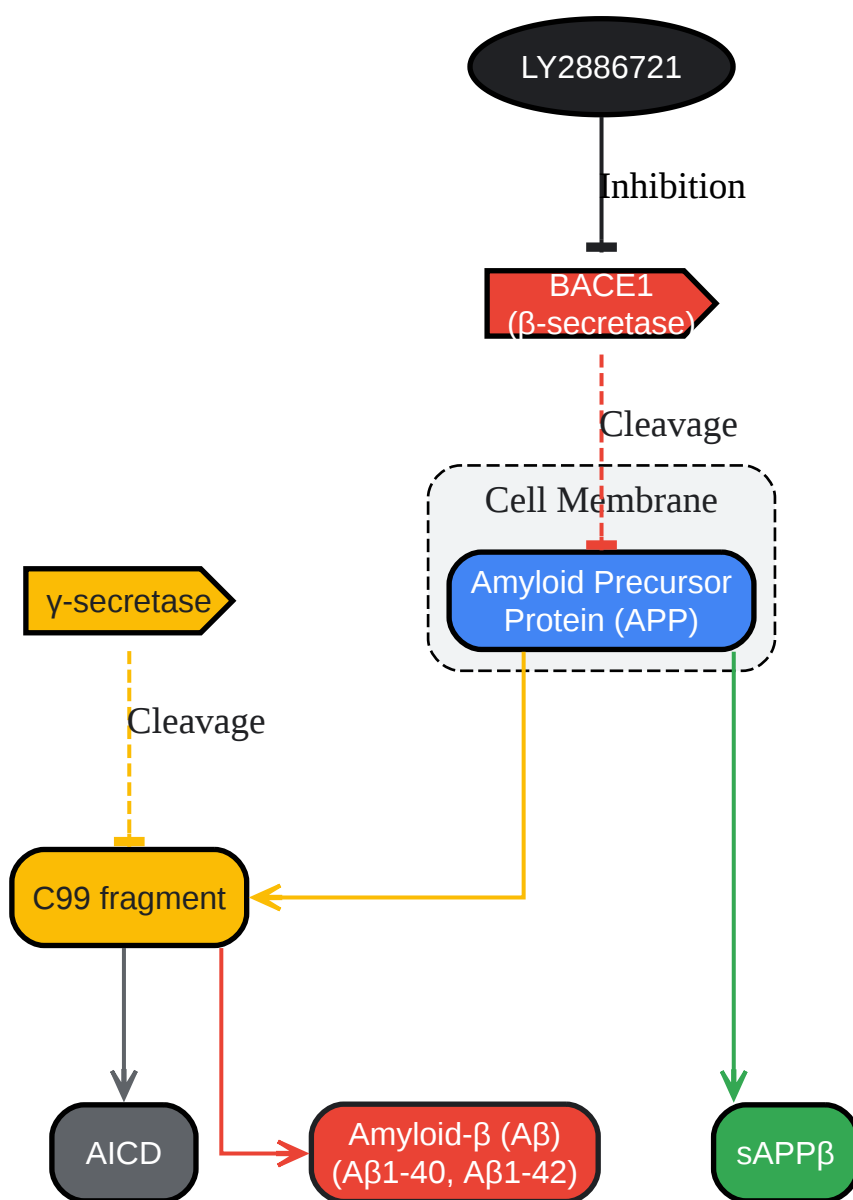 LY2886721
Inhibition
BACE1
(β-secretase)
Cleavage
Cell Membrane
Amyloid Precursor
Protein (APP)
γ-secretase
Cleavage
C99 fragment
AICD
Amyloid-β (Aβ)
(Aβ1-40, Aβ1-42)
sAPPβ